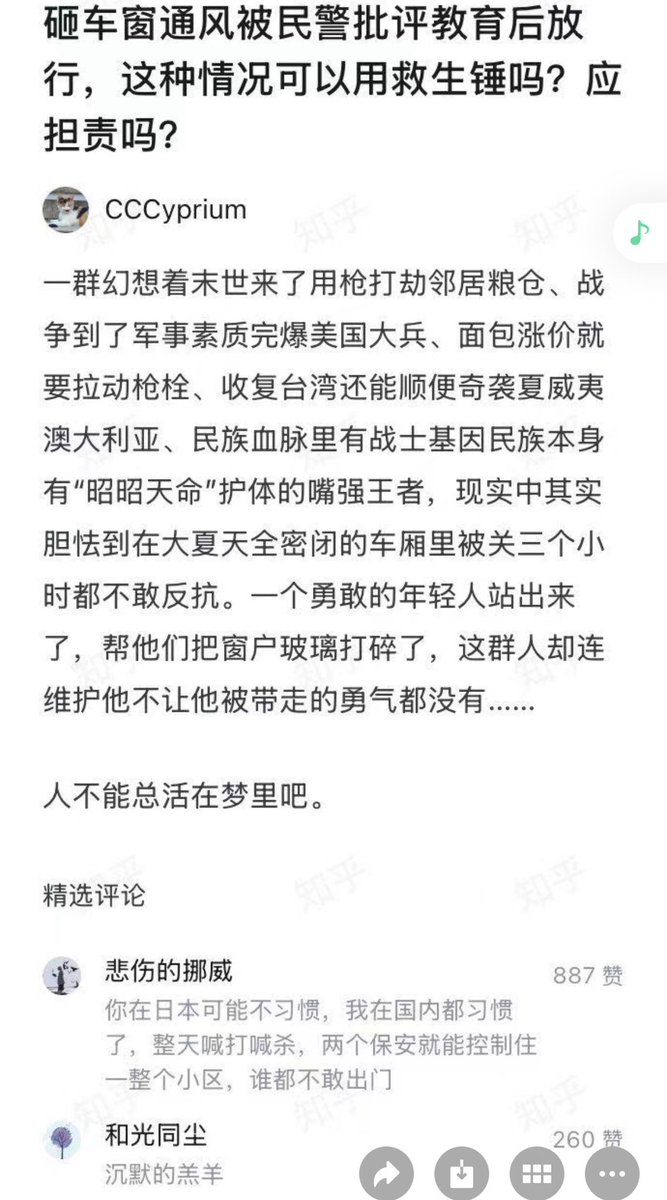 砸车窗通风被民警批评教育后放
行，这种情况可以用救生锤吗？应
担责吗？
CCCyprium
一群幻想着末世来了用枪打劫邻居粮仓、战
争到了军事素质完爆美国大兵、面包涨价就
要拉动枪栓、收复台湾还能顺便奇袭夏威夷
澳大利亚、民族血脉里有战士基因民族本身
有“昭昭天命”护体的嘴强王者，现实中其实
胆怯到在大夏天全密闭的车厢里被关三个小
时都不敢反抗。一个勇敢的年轻人站出来
了，帮他们把窗户玻璃打碎了，这群人却连
维护他不让他被带走的勇气都没有……
人不能总活在梦里吧。
精选评论
悲伤的挪威
887 赞
你在日本可能不习惯，我在国内都习惯
了，整天喊打喊杀，两个保安就能控制住
一整个小区，谁都不敢出门
和光同尘
260 赞
沉默的羔羊
知乎
知乎
知乎
知乎
知乎